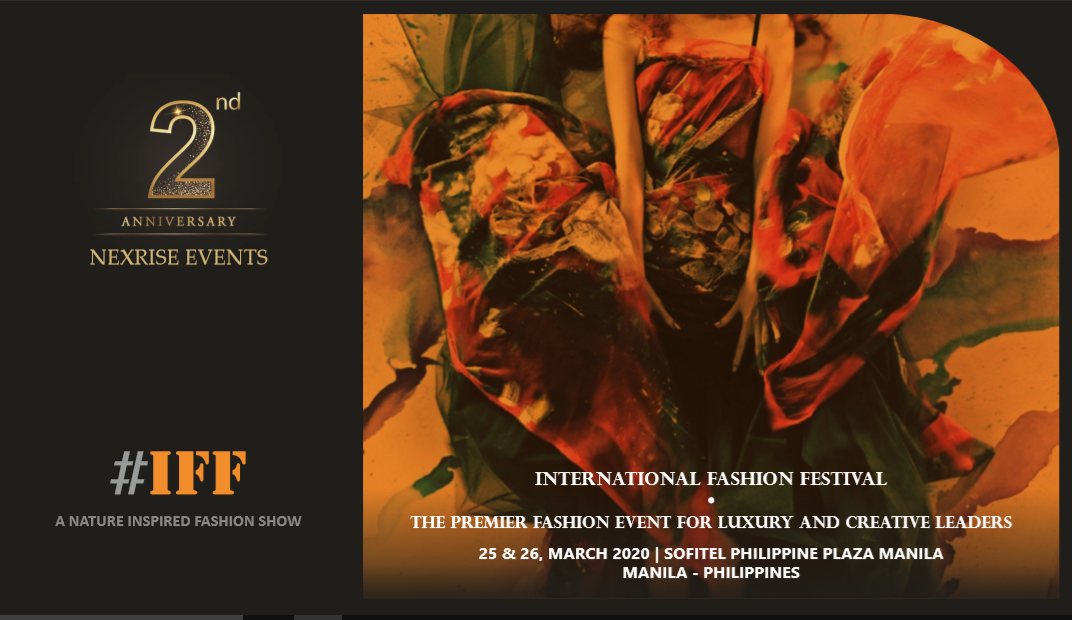 2nd
ANNIVERSARY
NEXRISE EVENTS
#IFF
A NATURE INSPIRED FASHION SHOW
INTERNATIONAL FASHION FESTIVAL
•
THE PREMIER FASHION EVENT FOR LUXURY AND CREATIVE LEADERS
25 & 26, MARCH 2020 | SOFITEL PHILIPPINE PLAZA MANILA
MANILA - PHILIPPINES